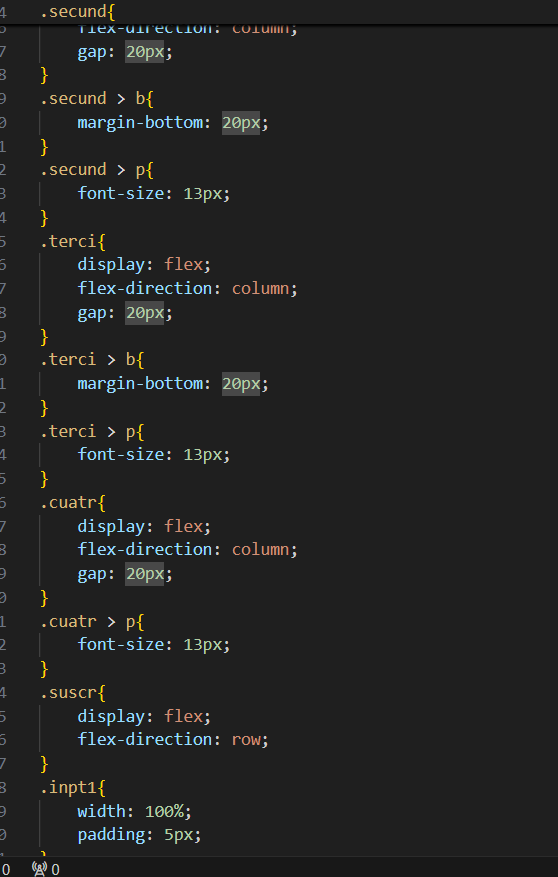 4 .secund{
flex-direction: column;
7 gap: 20px;
8 }
9 .secund > b{
0 margin-bottom: 20px;
1 }
2 .secund > p{
3 font-size: 13px;
4 }
5 .terci{
6 display: flex;
7 flex-direction: column;
8 gap: 20px;
9 }
0 .terci > b{
1 margin-bottom: 20px;
2 }
3 .terci > p{
4 font-size: 13px;
5 }
6 .cuatr{
7 display: flex;
8 flex-direction: column;
9 gap: 20px;
0 }
1 .cuatr > p{
2 font-size: 13px;
3 }
4 .suscr{
5 display: flex;
6 flex-direction: row;
7 }
8 .inpt1{
9 width: 100%;
0 padding: 5px;
}
0 0